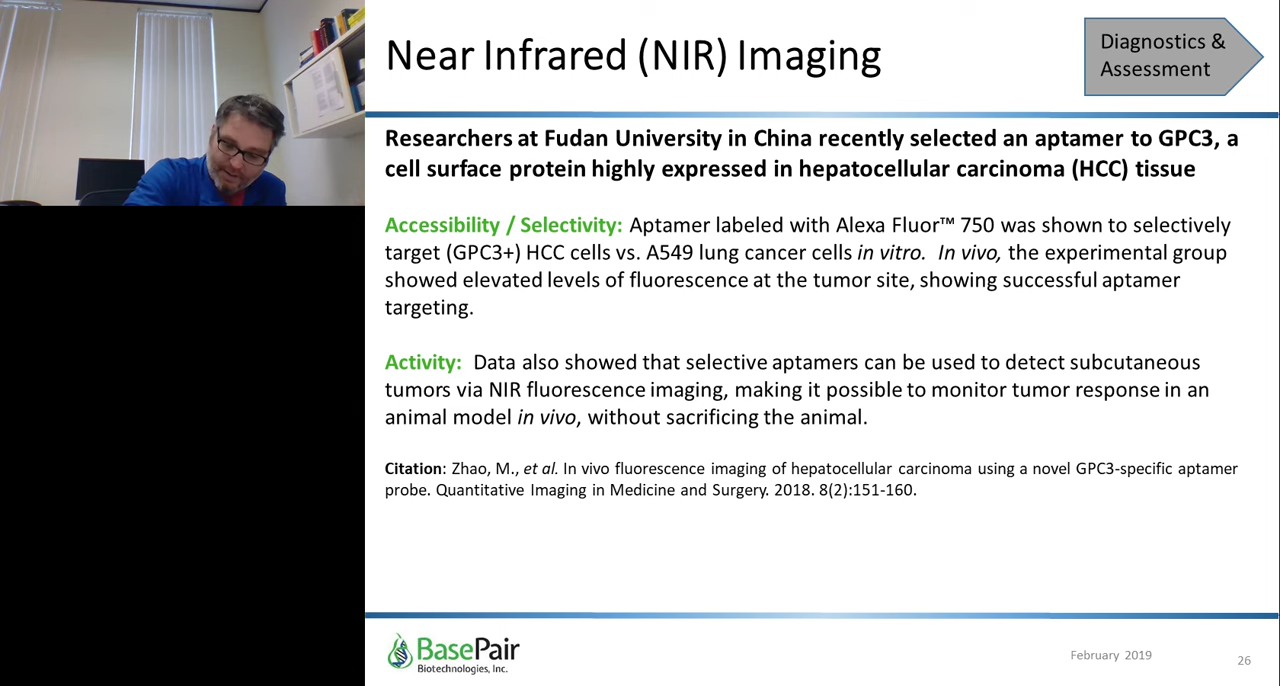 Near Infrared (NIR) Imaging
Diagnostics &
Assessment
Researchers at Fudan University in China recently selected an aptamer to GPC3, a
cell surface protein highly expressed in hepatocellular carcinoma (HCC) tissue
Accessibility / Selectivity: Aptamer labeled with Alexa Fluor™ 750 was shown to selectively
target (GPC3+) HCC cells vs. A549 lung cancer cells in vitro. In vivo, the experimental group
showed elevated levels of fluorescence at the tumor site, showing successful aptamer
targeting.
Activity: Data also showed that selective aptamers can be used to detect subcutaneous
tumors via NIR fluorescence imaging, making it possible to monitor tumor response in an
animal model in vivo, without sacrificing the animal.
Citation: Zhao, M., et al. In vivo fluorescence imaging of hepatocellular carcinoma using a novel GPC3-specific aptamer
probe. Quantitative Imaging in Medicine and Surgery. 2018. 8(2):151-160.
BasePair
Biotechnologies, Inc.
February 2019
26